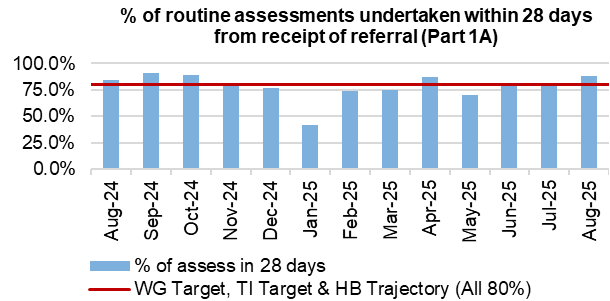 % of routine assessments undertaken within 28 days
from receipt of referral (Part 1A)
100.0%
75.0%
50.0%
25.0%
0.0%
Aug-24
Sep-24
Oct-24
Nov-24
Dec-24
Jan-25
Feb-25
Mar-25
Apr-25
May-25
Jun-25
Jul-25
Aug-25
% of assess in 28 days
WG Target, TI Target & HB Trajectory (All 80%)